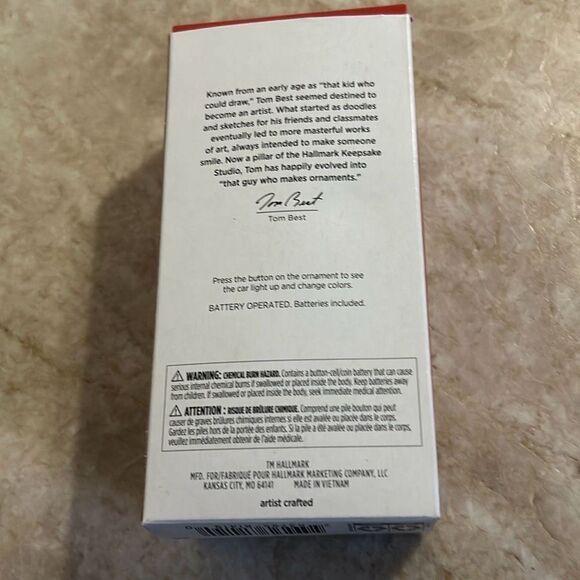 Known from an early age as "that kid who
could draw," Tom Best seemed destined to
become an artist. What started as doodles
and sketches for his friends and classmates
eventually led to more masterful works
of art, always intended to make someone
smile. Now a pillar of the Hallmark Keepsake
Studio, Tom has happily evolved into
"that guy who makes ornaments."
Tom Best
Tom Best
Press the button on the ornament to see
the car light up and change colors.
BATTERY OPERATED. Batteries included.
⚠ WARNING: CHEMICAL BURN HAZARD. Contains a button-cell/coin battery that can cause
serious internal chemical burns if swallowed or placed inside the body. Keep batteries away
from children. If swallowed or placed inside the body, seek immediate medical attention.
⚠ ATTENTION : RISQUE DE BRÛLURE CHIMIQUE. Comprend une pile bouton qui peut
causer de graves brûlures chimiques internes si elle est avalée ou placée dans le corps.
Gardez les piles hors de la portée des enfants. Si la pile a été avalée ou placée dans le corps,
veuillez immédiatement obtenir de l'aide médicale.
TM HALLMARK
MFD. FOR/FABRIQUÉ POUR HALLMARK MARKETING COMPANY, LLC
KANSAS CITY, MO 64141 MADE IN VIETNAM
artist crafted